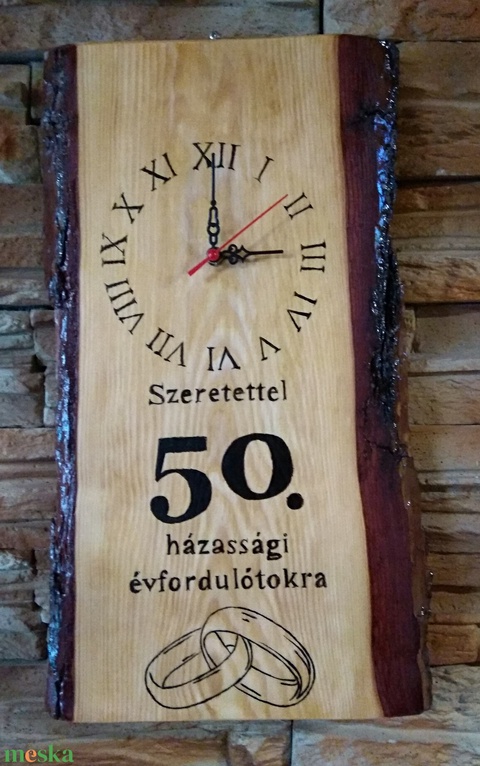 XII
I
II
III
IV
V
VI
VII
VIII
IX
X
XI
Szeretettel
50.
házassági
évfordulótokra
meska